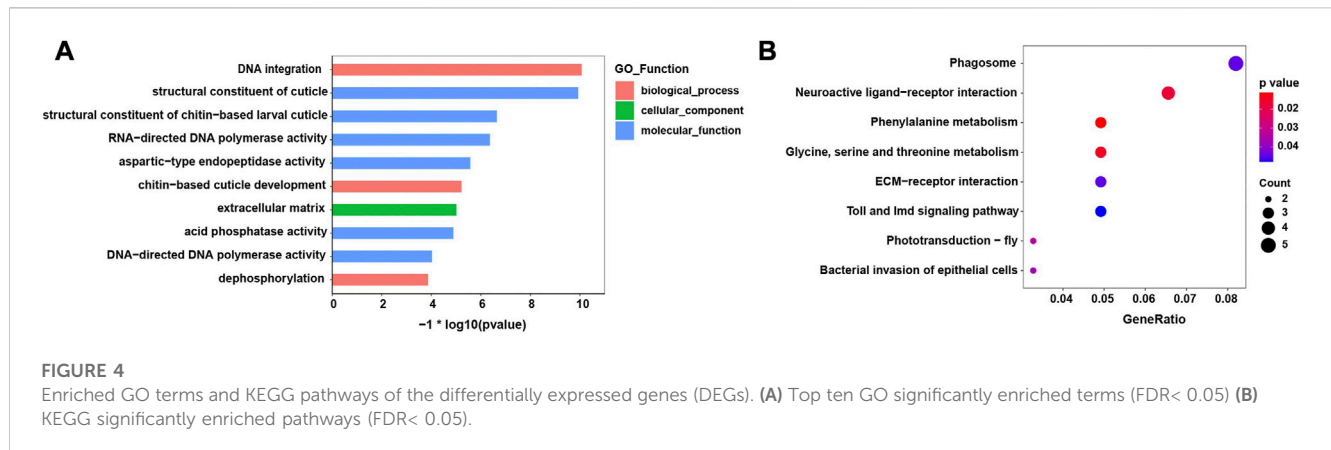 A
DNA integration
structural constituent of cuticle
structural constituent of chitin-based larval cuticle
RNA-directed DNA polymerase activity
aspartic-type endopeptidase activity
chitin-based cuticle development
extracellular matrix
acid phosphatase activity
DNA-directed DNA polymerase activity
dephosphorylation
0 2 4 6 8 10
−1 * log10(pvalue)
GO_Function
biological_process
cellular_component
molecular_function
B
Phagosome
Neuroactive ligand-receptor interaction
Phenylalanine metabolism
Glycine, serine and threonine metabolism
ECM-receptor interaction
Toll and Imd signaling pathway
Phototransduction - fly
Bacterial invasion of epithelial cells
0.04 0.05 0.06 0.07 0.08
GeneRatio
p value
0.02
0.03
0.04
Count
2
3
4
5
FIGURE 4
Enriched GO terms and KEGG pathways of the differentially expressed genes (DEGs). (A) Top ten GO significantly enriched terms (FDR< 0.05) (B)
KEGG significantly enriched pathways (FDR< 0.05).